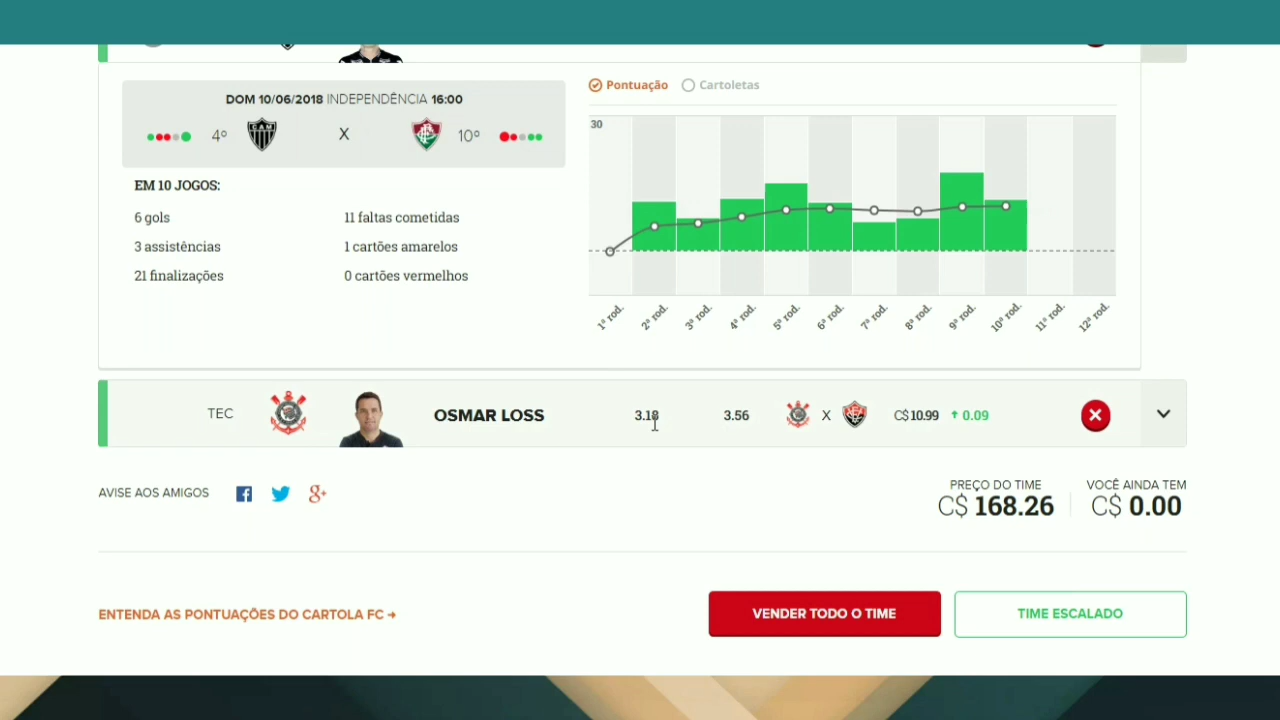 DOM 10/06/2018 INDEPENDÊNCIA 16:00
4º CAM X 10º
EM 10 JOGOS:
6 gols 11 faltas cometidas
3 assistências 1 cartões amarelos
21 finalizações 0 cartões vermelhos
Pontuação Cartoletas
30
1ª rod. 2ª rod. 3ª rod. 4ª rod. 5ª rod. 6ª rod. 7ª rod. 8ª rod. 9ª rod. 10ª rod. 11ª rod. 12ª rod.
TEC OSMAR LOSS 3.18 3.56 X C$ 10.99 0.09
AVISE AOS AMIGOS
PREÇO DO TIME VOCÊ AINDA TEM
C$ 168.26 C$ 0.00
ENTENDA AS PONTUAÇÕES DO CARTOLA FC
VENDER TODO O TIME TIME ESCALADO